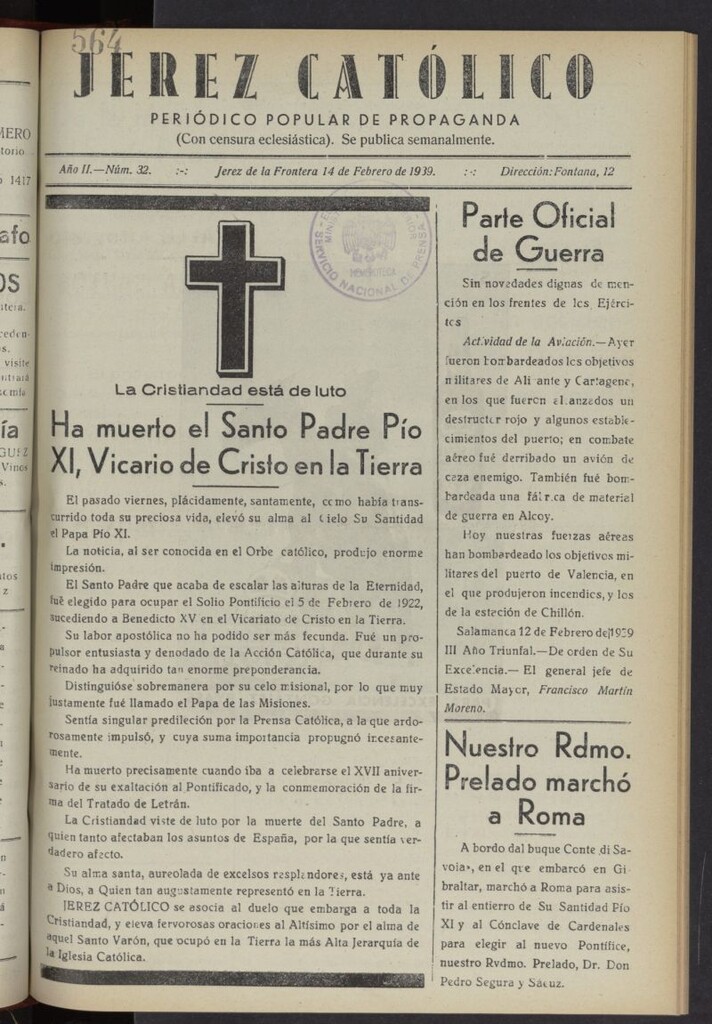 564
JEREZ CATÓLICO
PERIÓDICO POPULAR DE PROPAGANDA
(Con censura eclesiástica). Se publica semanalmente.
Año II.—Núm. 32. :-: Jerez de la Frontera 14 de Febrero de 1939. :-: Dirección: Fontana, 12
SERVICIO NACIONAL DE PRENSA
HEMEROTECA
La Cristiandad está de luto
Ha muerto el Santo Padre Pío
XI, Vicario de Cristo en la Tierra
El pasado viernes, plácidamente, santamente, como había trans-
currido toda su preciosa vida, elevó su alma al Cielo Su Santidad
el Papa Pío XI.
La noticia, al ser conocida en el Orbe católico, produjo enorme
impresión.
El Santo Padre que acaba de escalar las alturas de la Eternidad,
fué elegido para ocupar el Solio Pontificio el 5 de Febrero de 1922,
sucediendo a Benedicto XV en el Vicariato de Cristo en la Tierra.
Su labor apostólica no ha podido ser más fecunda. Fué un pro-
pulsor entusiasta y denodado de la Acción Católica, que durante su
reinado ha adquirido tan enorme preponderancia.
Distinguióse sobremanera por su celo misional, por lo que muy
justamente fué llamado el Papa de las Misiones.
Sentía singular predileción por la Prensa Católica, a la que ardo-
rosamente impulsó, y cuya suma importancia propugnó incesante-
mente.
Ha muerto precisamente cuando iba a celebrarse el XVII aniver-
sario de su exaltación al Pontificado, y la conmemoración de la fir-
ma del Tratado de Letrán.
La Cristiandad viste de luto por la muerte del Santo Padre, a
quien tanto afectaban los asuntos de España, por la que sentía ver-
dadero afecto.
Su alma santa, aureolada de excelsos resplandores, está ya ante
a Dios, a Quien tan augustamente representó en la Tierra.
JEREZ CATÓLICO se asocia al duelo que embarga a toda la
Cristiandad, y eleva fervorosas oraciones al Altísimo por el alma de
aquel Santo Varón, que ocupó en la Tierra la más Alta Jerarquía de
la Iglesia Católica.
Parte Oficial
de Guerra
Sin novedades dignas de men-
ción en los frentes de los Ejérci-
tos
Actividad de la Aviación.—Ayer
fueron bombardeados los objetivos
militares de Alicante y Cartagena,
en los que fueron alcanzados un
destructor rojo y algunos estable-
cimientos del puerto; en combate
aéreo fué derribado un avión de
caza enemigo. También fué bom-
bardeada una fábrica de material
de guerra en Alcoy.
Hoy nuestras fuerzas aéreas
han bombardeado los objetivos mi-
litares del puerto de Valencia, en
el que produjeron incendios, y los
de la estación de Chillón.
Salamanca 12 de Febrero de 1939
III Año Triunfal.—De orden de Su
Excelencia.— El general jefe de
Estado Mayor, Francisco Martín
Moreno.
Nuestro Rdmo.
Prelado marchó
a Roma
A bordo dal buque Conte di Sa-
voia», en el que embarcó en Gi-
braltar, marchó a Roma para asis-
tir al entierro de Su Santidad Pío
XI y al Cónclave de Cardenales
para elegir al nuevo Pontífice,
nuestro Rvdmo. Prelado, Dr. Don
Pedro Segura y Sáeuz.